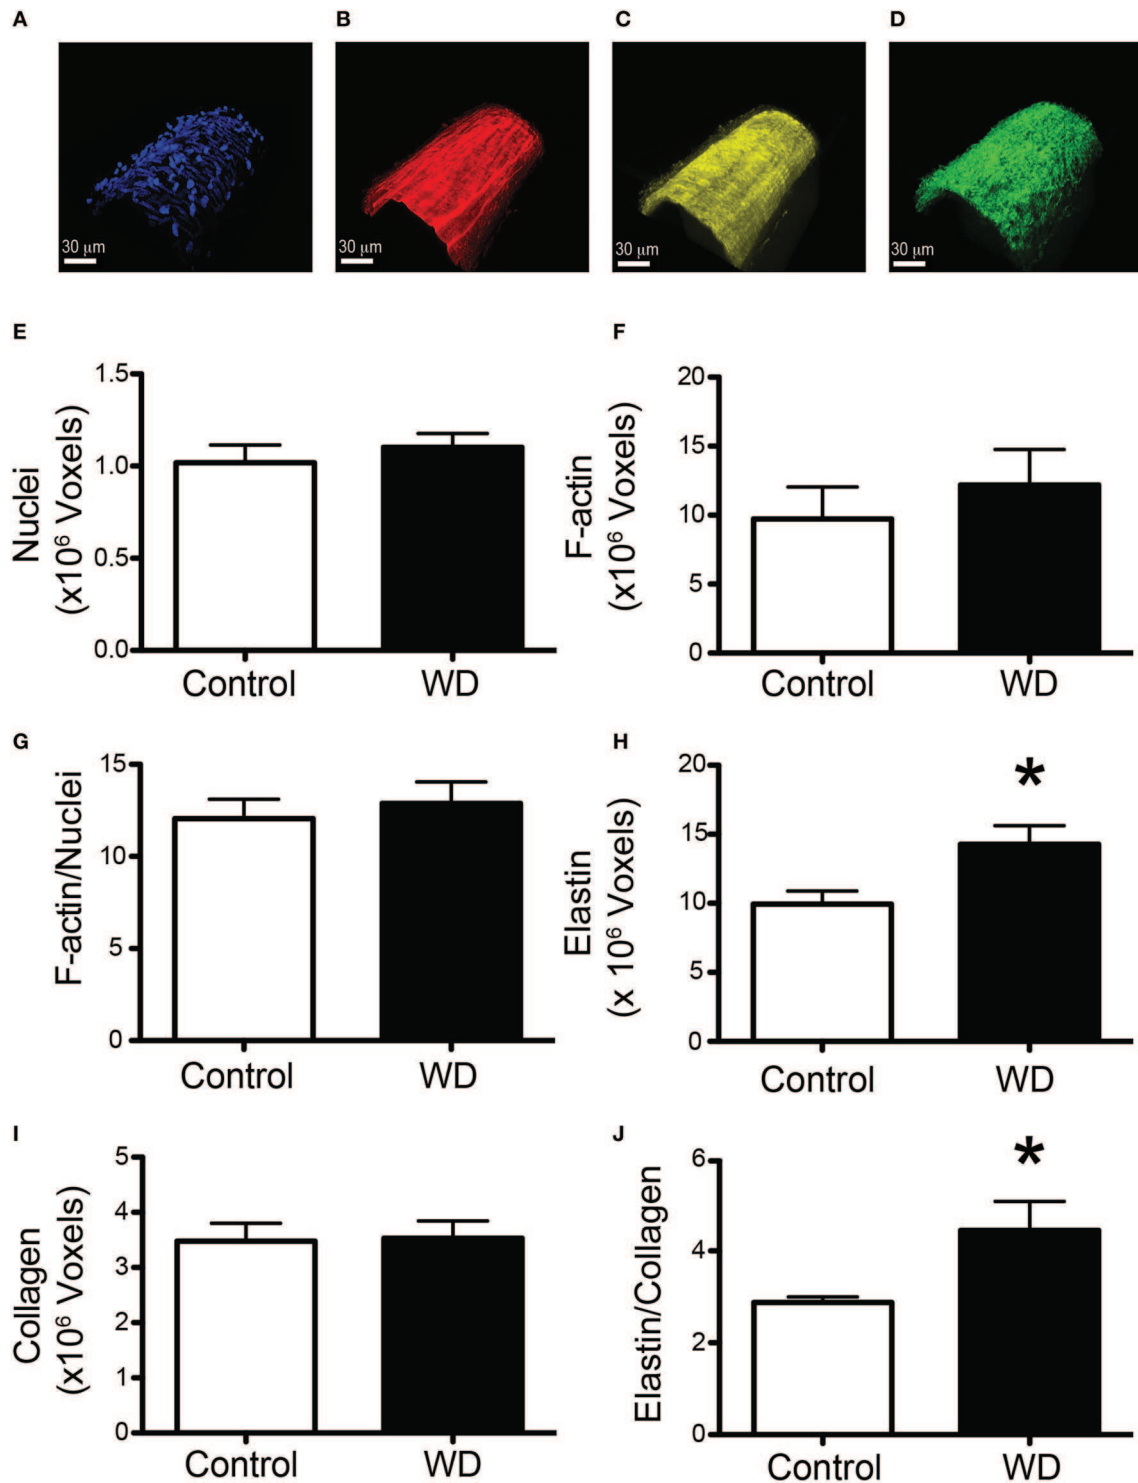 A B C D
30 μm 30 μm 30 μm 30 μm
E
Nuclei
(x10⁶ Voxels)
1.5
1.0
0.5
0.0
Control WD
F
F-actin
(x10⁶ Voxels)
20
15
10
5
0
Control WD
G
F-actin/Nuclei
15
10
5
0
Control WD
H
Elastin
(x 10⁶ Voxels)
20
15
10
5
0
*
Control WD
I
Collagen
(x10⁶ Voxels)
5
4
3
2
1
0
Control WD
J
Elastin/Collagen
6
4
2
0
*
Control WD